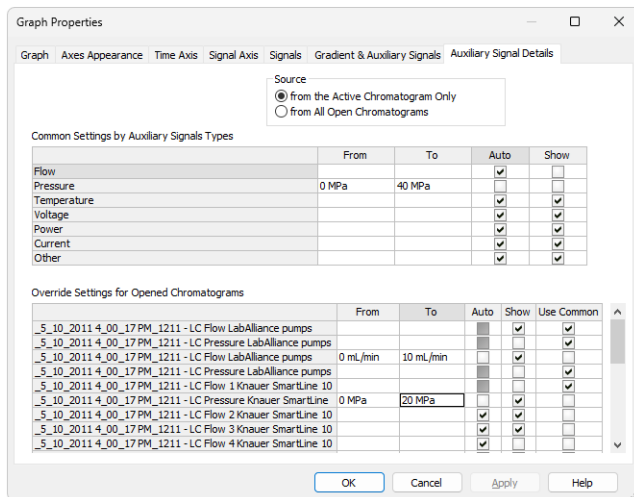 Graph Properties
Graph Axes Appearance Time Axis Signal Axis Signals Gradient & Auxiliary Signals Auxiliary Signal Details
Source
from the Active Chromatogram Only
from All Open Chromatograms
Common Settings by Auxiliary Signals Types
From To Auto Show
Flow
Pressure 0 MPa 40 MPa
Temperature
Voltage
Power
Current
Other
Override Settings for Opened Chromatograms
From To Auto Show Use Common
_5_10_2011 4_00_17 PM_1211 - LC Flow LabAlliance pumps
_5_10_2011 4_00_17 PM_1211 - LC Pressure LabAlliance pumps
_5_10_2011 4_00_17 PM_1211 - LC Flow LabAlliance pumps 0 mL/min 10 mL/min
_5_10_2011 4_00_17 PM_1211 - LC Pressure LabAlliance pumps
_5_10_2011 4_00_17 PM_1211 - LC Flow 1 Knauer SmartLine 10
_5_10_2011 4_00_17 PM_1211 - LC Pressure Knauer SmartLine 0 MPa 20 MPa
_5_10_2011 4_00_17 PM_1211 - LC Flow 2 Knauer SmartLine 10
_5_10_2011 4_00_17 PM_1211 - LC Flow 3 Knauer SmartLine 10
_5_10_2011 4_00_17 PM_1211 - LC Flow 4 Knauer SmartLine 10
OK Cancel Apply Help